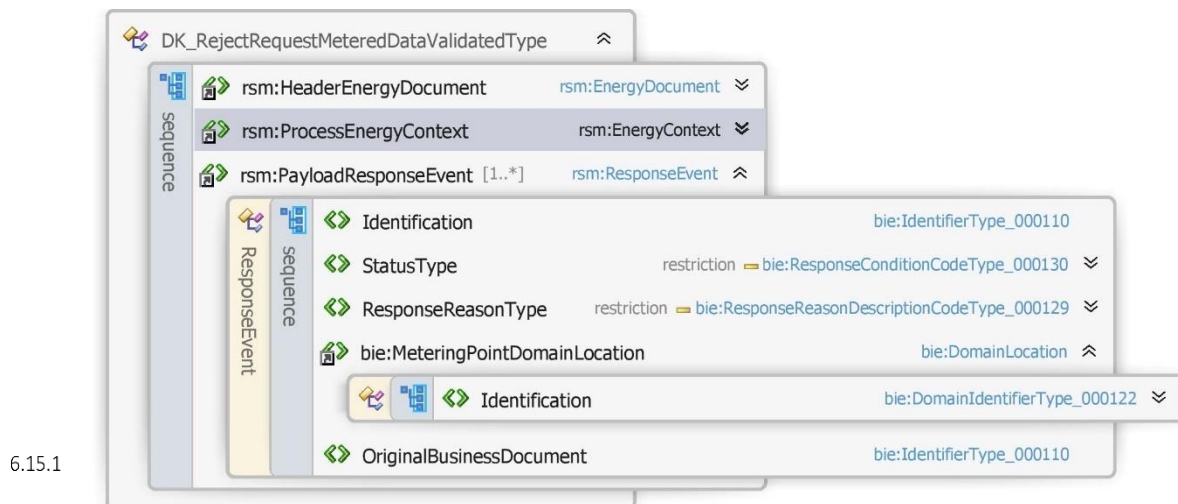 DK_RejectRequestMeteredDataValidatedType
sequence
rsm:HeaderEnergyDocument rsm:EnergyDocument
rsm:ProcessEnergyContext rsm:EnergyContext
rsm:PayloadResponseEvent [1..*] rsm:ResponseEvent
ResponseEvent
sequence
Identification bie:IdentifierType_000110
StatusType restriction bie:ResponseConditionCodeType_000130
ResponseReasonType restriction bie:ResponseReasonDescriptionCodeType_000129
bie:MeteringPointDomainLocation bie:DomainLocation
Identification bie:DomainIdentifierType_000122
OriginalBusinessDocument bie:IdentifierType_000110
6.15.1